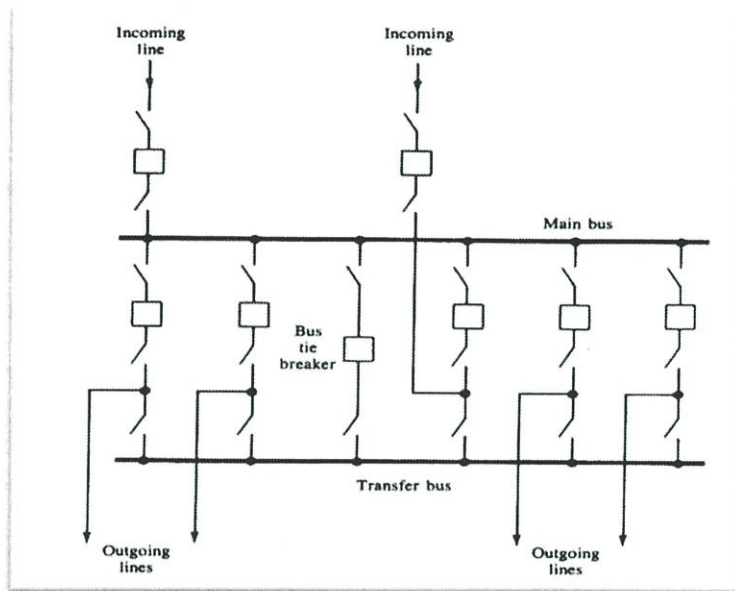 Incoming
line
Incoming
line
Main bus
Bus
tie
breaker
Transfer bus
Outgoing
lines
Outgoing
lines